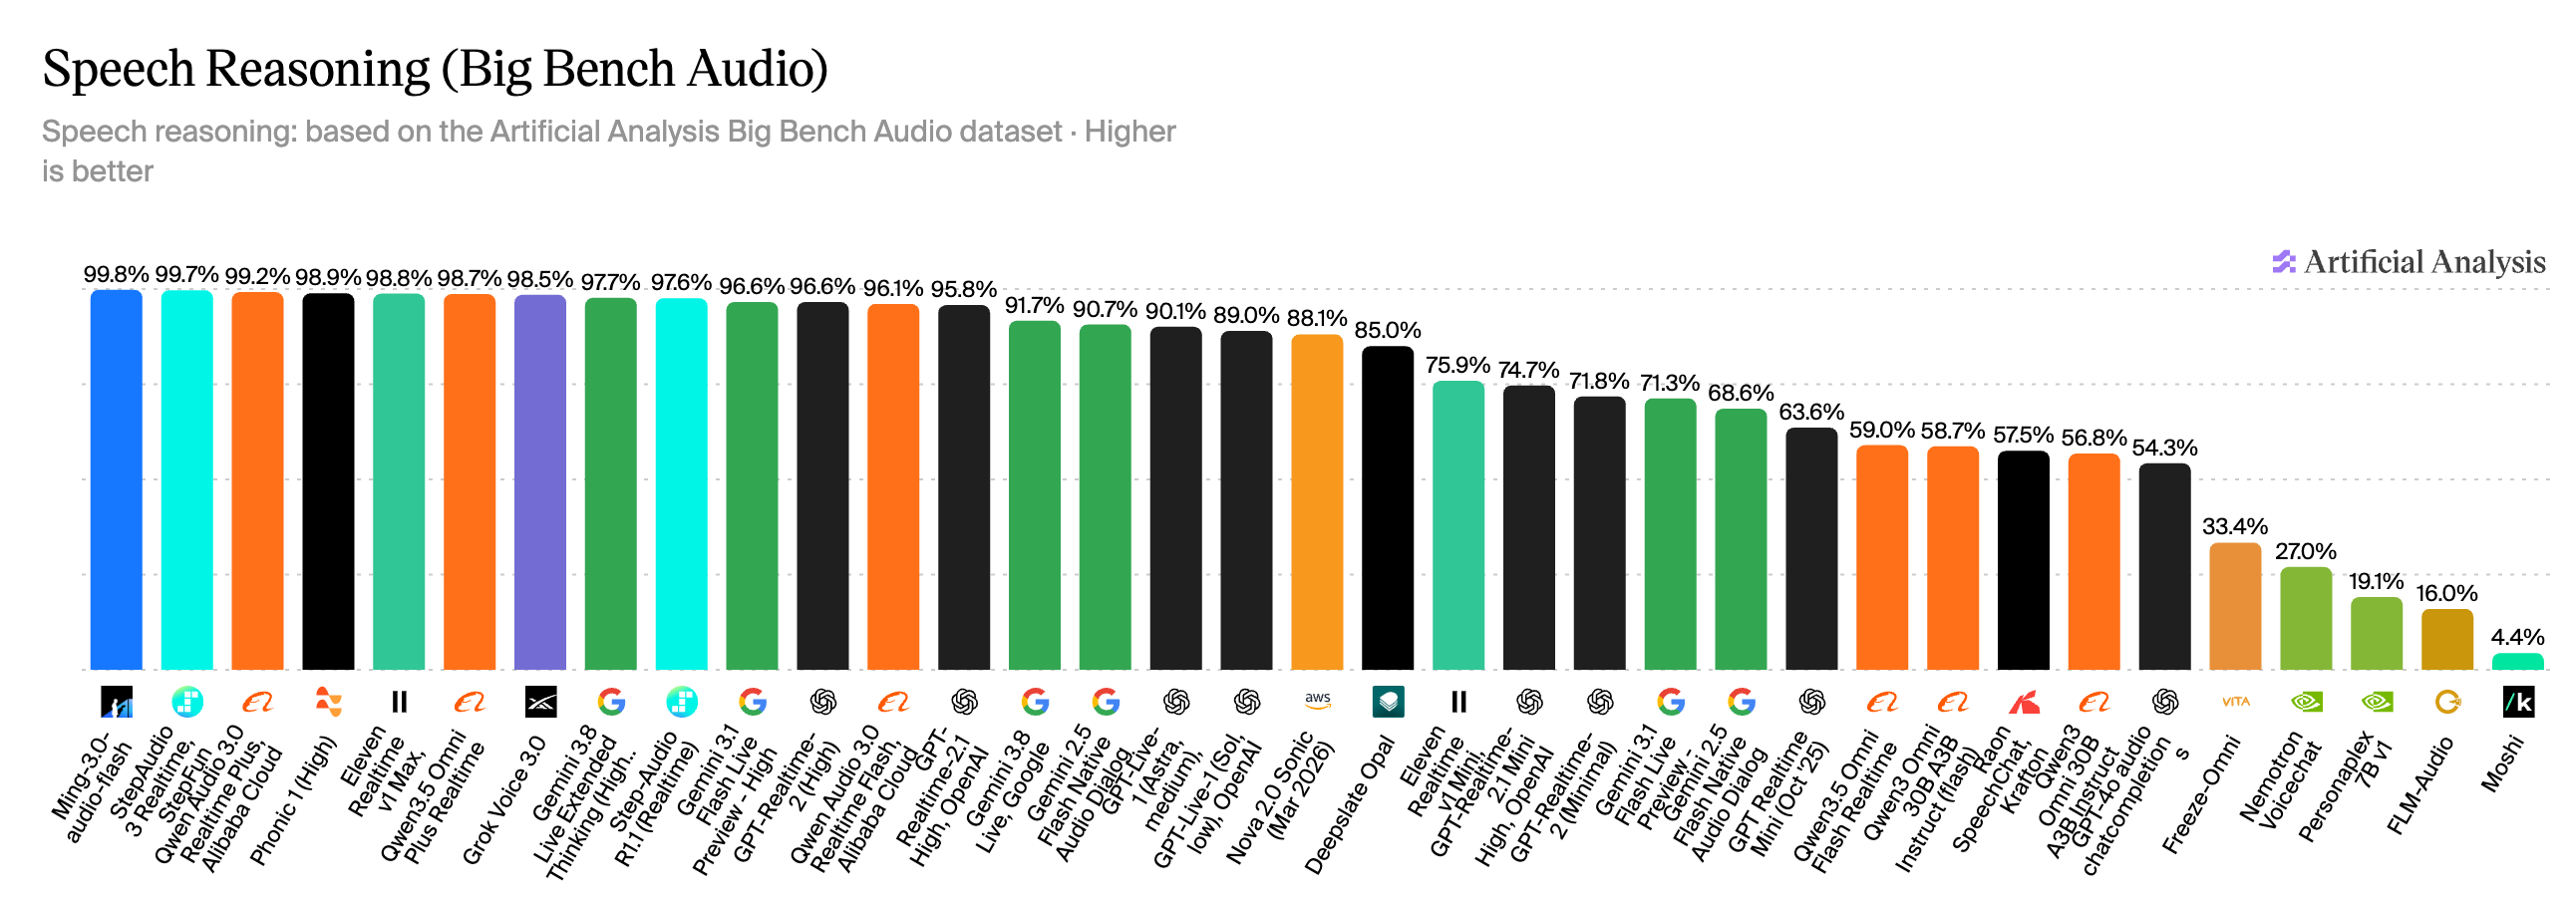 Speech Reasoning (Big Bench Audio)
Speech reasoning: based on the Artificial Analysis Big Bench Audio dataset · Higher
is better
Artificial Analysis
99.8%
99.7%
99.2%
98.9%
98.8%
98.7%
98.5%
97.7%
97.6%
96.6%
96.6%
96.1%
95.8%
91.7%
90.7%
90.1%
89.0%
88.1%
85.0%
75.9%
74.7%
71.8%
71.3%
68.6%
63.6%
59.0%
58.7%
57.5%
56.8%
54.3%
33.4%
27.0%
19.1%
16.0%
4.4%
aws
VITA
/k
Ming-3.0-
audio-flash
StepAudio
3 Realtime,
StepFun
Qwen Audio 3.0
Realtime Plus,
Alibaba Cloud
Phonic 1 (High)
Eleven
Realtime
v1 Max,
Qwen3.5 Omni
Plus Realtime
Grok Voice 3.0
Gemini 3.8
Live Extended
Thinking (High...
Step-Audio
R1.1 (Realtime)
Gemini 3.1
Flash Live
Preview - High
GPT-Realtime-
2 (High)
Qwen Audio 3.0
Realtime Flash,
Alibaba Cloud
GPT-
Realtime-2.1
High, OpenAI
Gemini 3.8
Live, Google
Gemini 2.5
Flash Native
Audio Dialog
GPT-Live-
1 (Astra,
medium),
GPT-Live-1 (Sol,
low), OpenAI
Nova 2.0 Sonic
(Mar 2026)
Deepslate Opal
Eleven
Realtime
v1 Mini,
GPT-Realtime-
2.1 Mini
High, OpenAI
GPT-Realtime-
2 (Minimal)
Gemini 3.1
Flash Live
Preview -
Gemini 2.5
Flash Native
Audio Dialog
GPT Realtime
Mini (Oct '25)
Qwen3.5 Omni
Flash Realtime
Qwen3 Omni
30B A3B
Instruct (flash)
Raon
SpeechChat,
Krafton
Qwen3
Omni 30B
A3B Instruct
GPT-4o audio
chatcompletion
s
Freeze-Omni
Nemotron
Voicechat
Personaplex
7B v1
FLM-Audio
Moshi